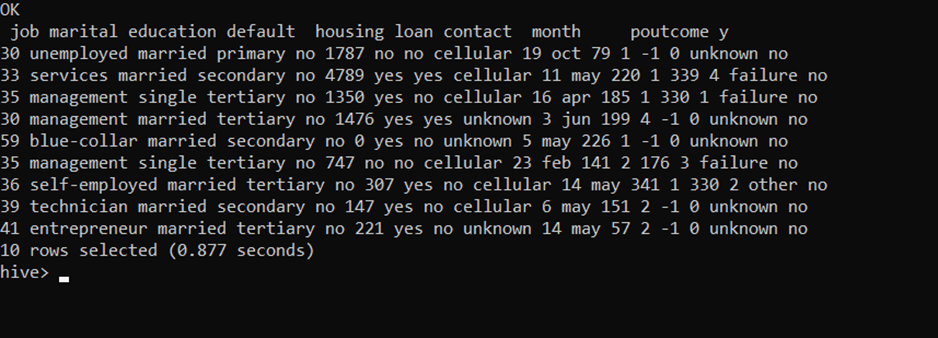 OK
job marital education default housing loan contact month poutcome y
30 unemployed married primary no 1787 no no cellular 19 oct 79 1 -1 0 unknown no
33 services married secondary no 4789 yes yes cellular 11 may 220 1 339 4 failure no
35 management single tertiary no 1350 yes no cellular 16 apr 185 1 330 1 failure no
30 management married tertiary no 1476 yes yes unknown 3 jun 199 4 -1 0 unknown no
59 blue-collar married secondary no 0 yes no unknown 5 may 226 1 -1 0 unknown no
35 management single tertiary no 747 no no cellular 23 feb 141 2 176 3 failure no
36 self-employed married tertiary no 307 yes no cellular 14 may 341 1 330 2 other no
39 technician married secondary no 147 yes no cellular 6 may 151 2 -1 0 unknown no
41 entrepreneur married tertiary no 221 yes no unknown 14 may 57 2 -1 0 unknown no
10 rows selected (0.877 seconds)
hive>